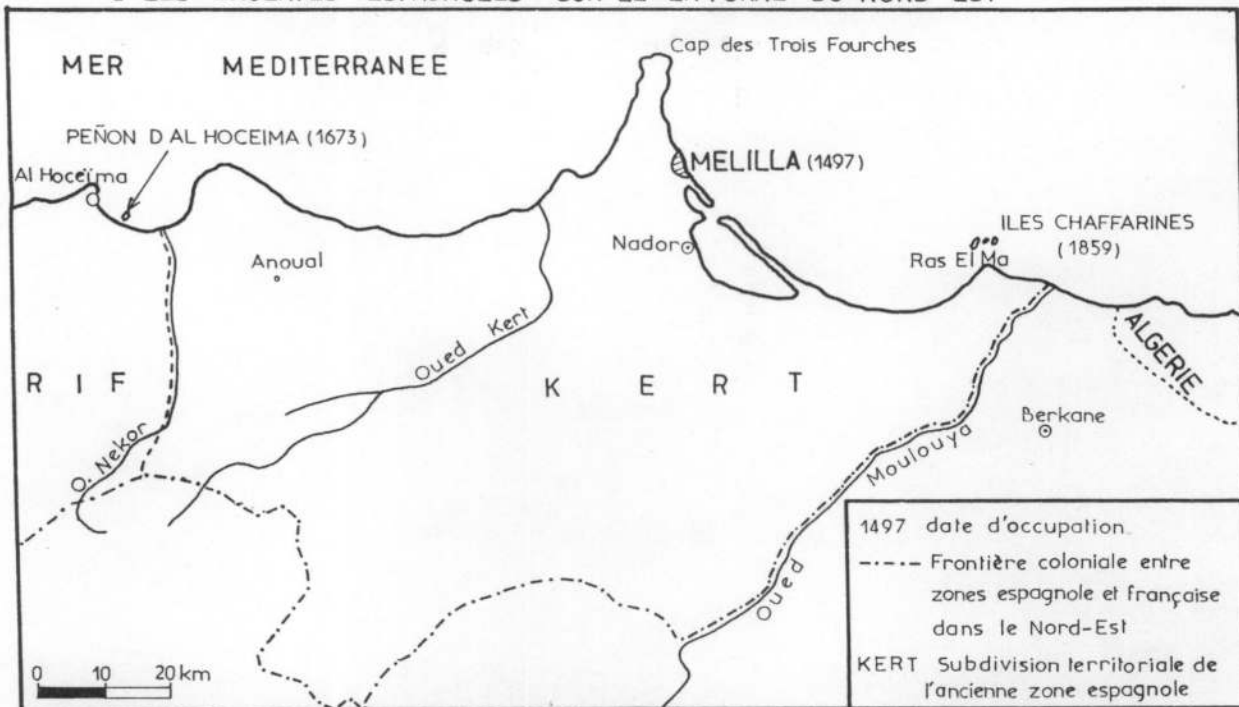 Cap des Trois Fourches
MER MEDITERRANEE
PEÑON D AL HOCEIMA (1673)
Al Hoceïma
MELILLA (1497)
ILES CHAFFARINES
(1859)
Nador
Ras El Ma
Anoual
Oued Kert
ALGERIE
RIF
KERT
Berkane
O. Nekor
Oued Moulouya
1497 date d'occupation
Frontière coloniale entre
zones espagnole et française
dans le Nord-Est
KERT Subdivision territoriale de
l'ancienne zone espagnole
0 10 20 km